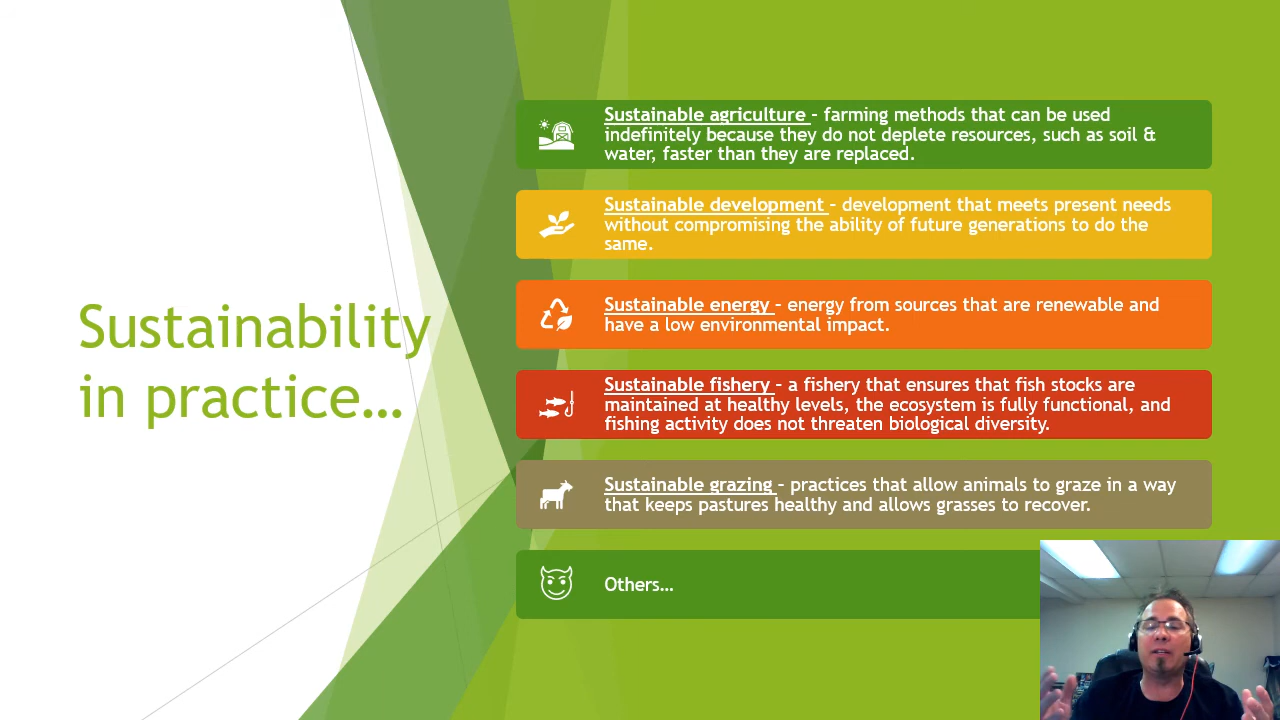 Sustainability
in practice...
Sustainable agriculture - farming methods that can be used
indefinitely because they do not deplete resources, such as soil &
water, faster than they are replaced.
Sustainable development - development that meets present needs
without compromising the ability of future generations to do the
same.
Sustainable energy - energy from sources that are renewable and
have a low environmental impact.
Sustainable fishery - a fishery that ensures that fish stocks are
maintained at healthy levels, the ecosystem is fully functional, and
fishing activity does not threaten biological diversity.
Sustainable grazing - practices that allow animals to graze in a way
that keeps pastures healthy and allows grasses to recover.
Others...